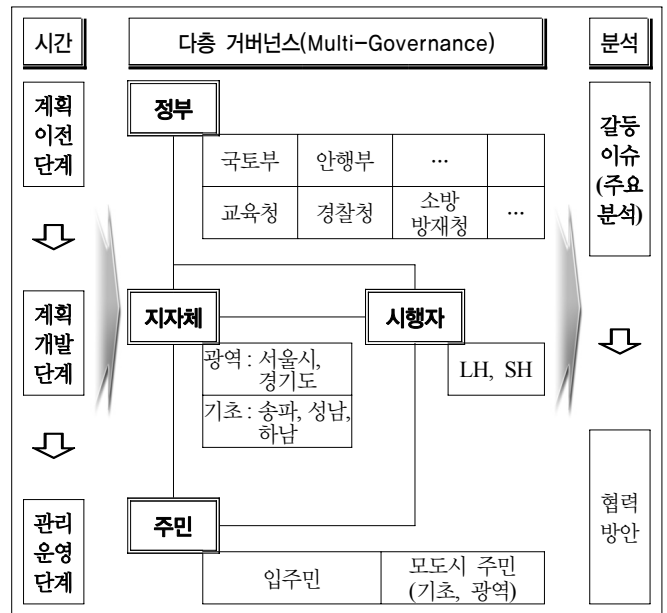 시간
다층 거버넌스(Multi-Governance)
분석
계획
이전
단계
정부
국토부 안행부 …
교육청 경찰청 소방
방재청 …
갈등
이슈
(주요
분석)
계획
개발
단계
지자체
시행자
광역 : 서울시,
경기도
기초 : 송파, 성남,
하남
LH, SH
관리
운영
단계
주민
입주민
모도시 주민
(기초, 광역)
협력
방안